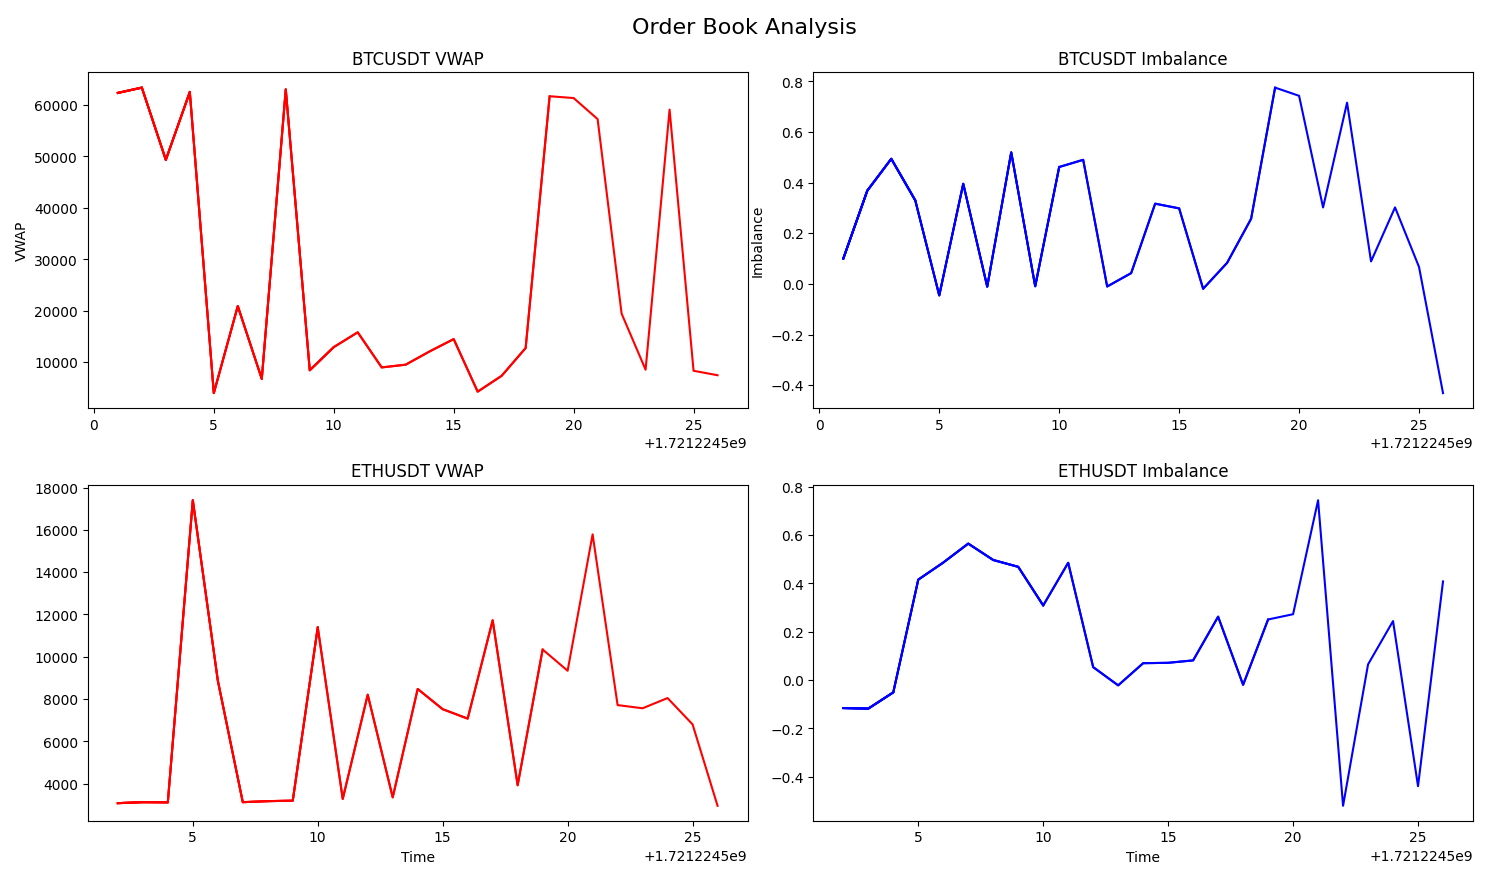 Order Book Analysis
BTCUSDT VWAP
VWAP
60000
50000
40000
30000
20000
10000
0 5 10 15 20 25
+1.7212245e9
BTCUSDT Imbalance
Imbalance
0.8
0.6
0.4
0.2
0.0
−0.2
−0.4
0 5 10 15 20 25
+1.7212245e9
ETHUSDT VWAP
18000
16000
14000
12000
10000
8000
6000
4000
5 10 15 20 25
Time
+1.7212245e9
ETHUSDT Imbalance
0.8
0.6
0.4
0.2
0.0
−0.2
−0.4
5 10 15 20 25
Time
+1.7212245e9